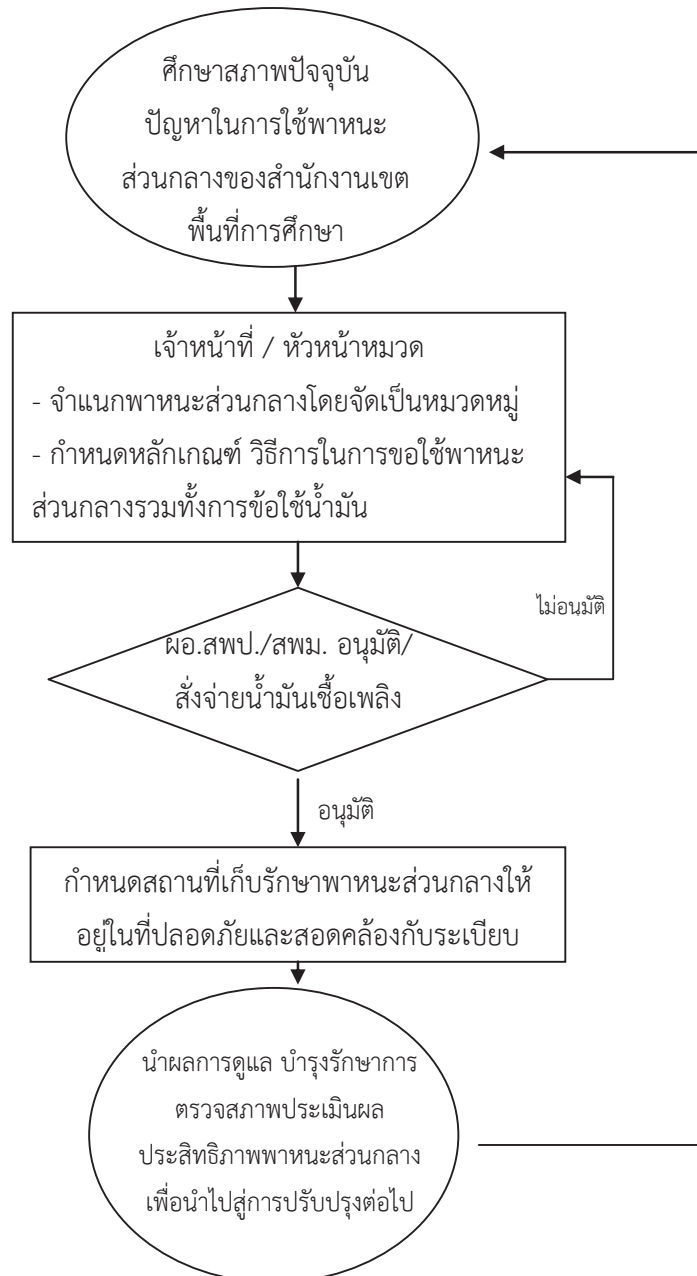 ศึกษาสภาพปัจจุบัน
ปัญหาในการใช้พาหนะ
ส่วนกลางของสำนักงานเขต
พื้นที่การศึกษา
เจ้าหน้าที่ / หัวหน้าหมวด
- จำแนกพาหนะส่วนกลางโดยจัดเป็นหมวดหมู่
- กำหนดหลักเกณฑ์ วิธีการในการขอใช้พาหนะ
ส่วนกลางรวมทั้งการข้อใช้น้ำมัน
ไม่อนุมัติ
ผอ.สพป./สพม. อนุมัติ/
สั่งจ่ายน้ำมันเชื้อเพลิง
อนุมัติ
กำหนดสถานที่เก็บรักษาพาหนะส่วนกลางให้
อยู่ในที่ปลอดภัยและสอดคล้องกับระเบียบ
นำผลการดูแล บำรุงรักษาการ
ตรวจสภาพประเมินผล
ประสิทธิภาพพาหนะส่วนกลาง
เพื่อนำไปสู่การปรับปรุงต่อไป